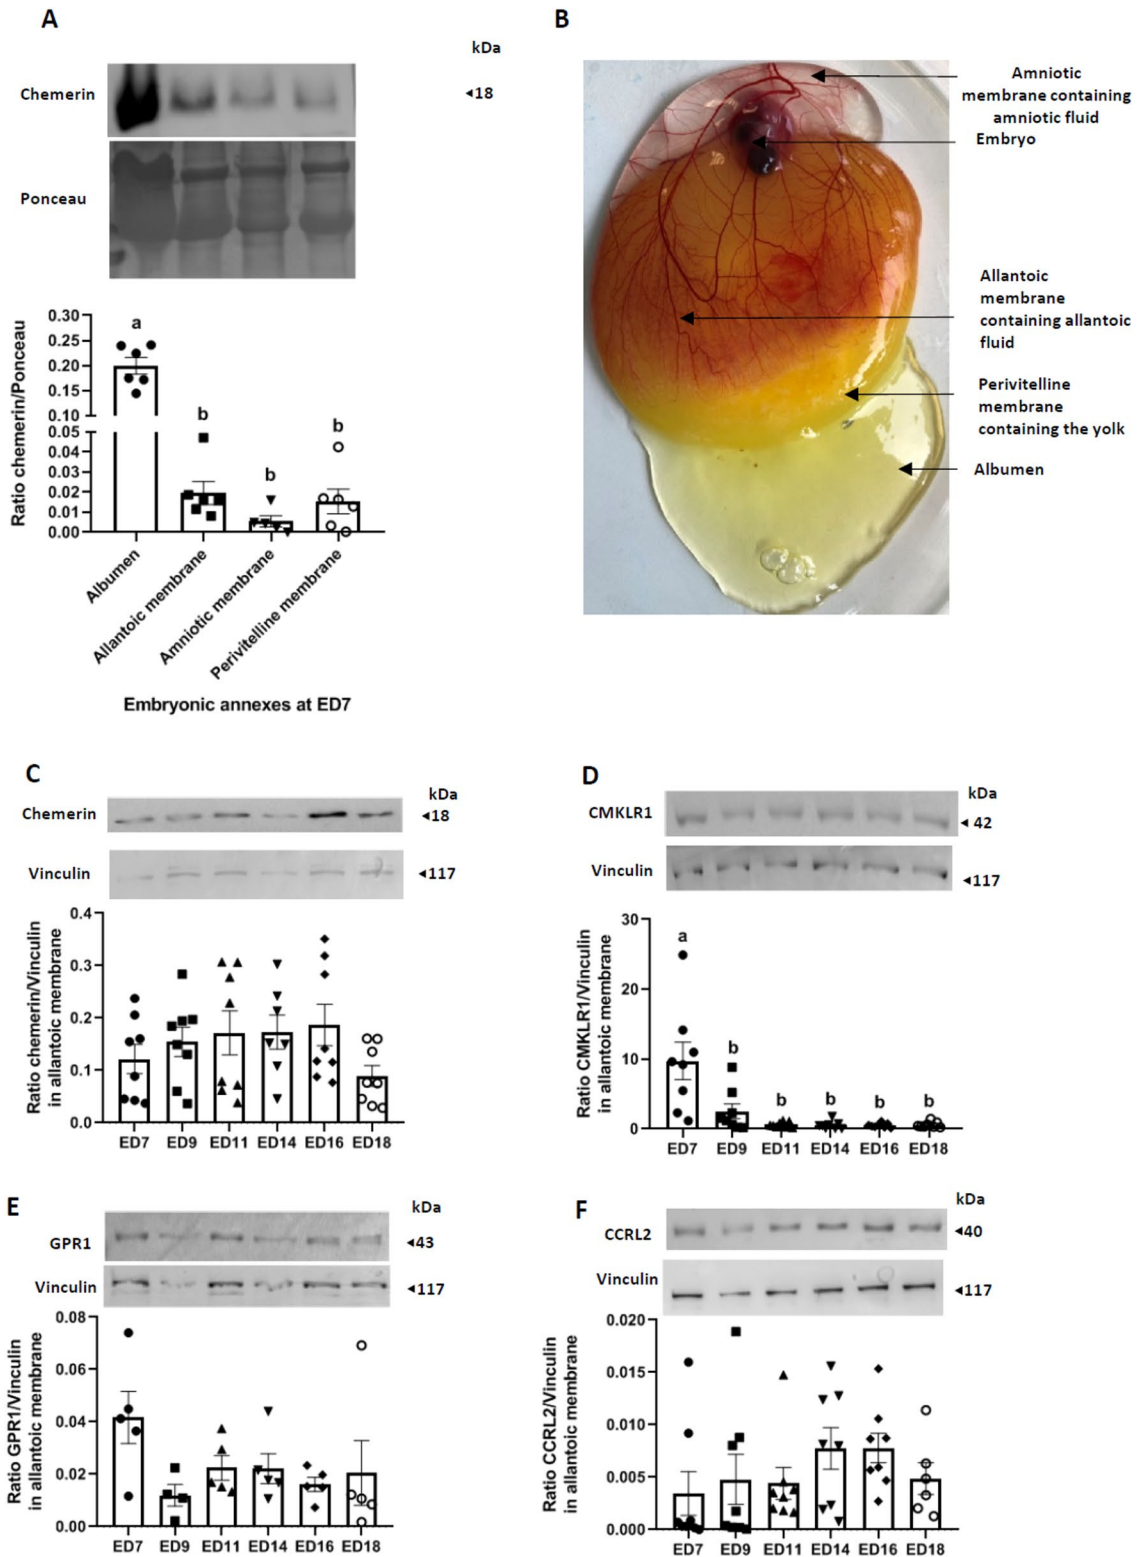 A
kDa
Chemerin
◄18
Ponceau
Ratio chemerin/Ponceau
0.30
0.25
0.20
0.15
0.10
0.05
0.04
0.03
0.02
0.01
0.00
a
b
b
b
Albumen
Allantoic membrane
Amniotic membrane
Perivitelline membrane
Embryonic annexes at ED7
B
Amniotic
membrane containing
amniotic fluid
Embryo
Allantoic
membrane
containing allantoic
fluid
Perivitelline
membrane
containing the yolk
Albumen
C
kDa
Chemerin
◄18
Vinculin
◄117
Ratio chemerin/Vinculin
in allantoic membrane
0.4
0.3
0.2
0.1
0.0
ED7 ED9 ED11 ED14 ED16 ED18
D
kDa
CMKLR1
◄42
Vinculin
◄117
Ratio CMKLR1/Vinculin
in allantoic membrane
30
20
10
0
a
b
b
b
b
b
ED7 ED9 ED11 ED14 ED16 ED18
E
kDa
GPR1
◄43
Vinculin
◄117
Ratio GPR1/Vinculin
in allantoic membrane
0.08
0.06
0.04
0.02
0.00
ED7 ED9 ED11 ED14 ED16 ED18
F
kDa
CCRL2
◄40
Vinculin
◄117
Ratio CCRL2/Vinculin
in allantoic membrane
0.020
0.015
0.010
0.005
0.000
ED7 ED9 ED11 ED14 ED16 ED18